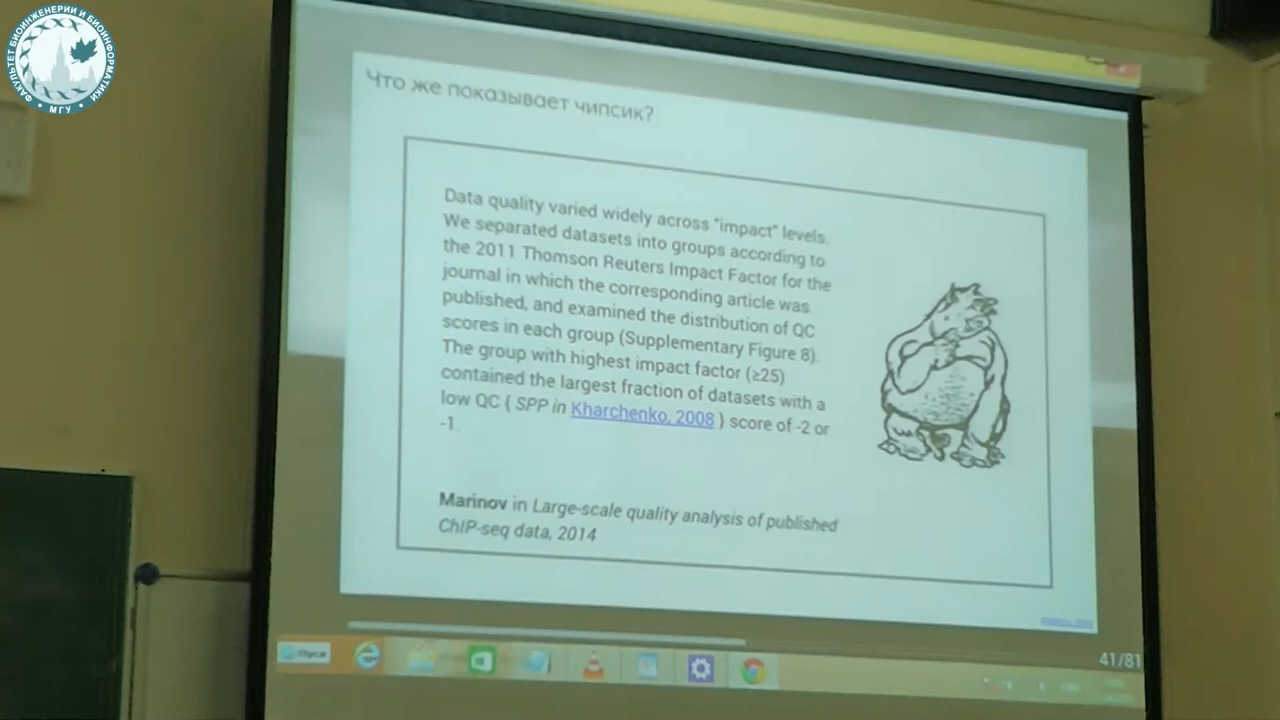 ФАКУЛЬТЕТ БИОИНЖЕНЕРИИ И БИОИНФОРМАТИКИ
МГУ
Что же показывает чипсик?
Data quality varied widely across "impact" levels.
We separated datasets into groups according to
the 2011 Thomson Reuters Impact Factor for the
journal in which the corresponding article was
published, and examined the distribution of QC
scores in each group (Supplementary Figure 8).
The group with highest impact factor (≥25)
contained the largest fraction of datasets with a
low QC { SPP in Kharchenko, 2008 } score of -2 or
-1.
Marinov in Large-scale quality analysis of published
ChIP-seq data, 2014
Пуск
41/81